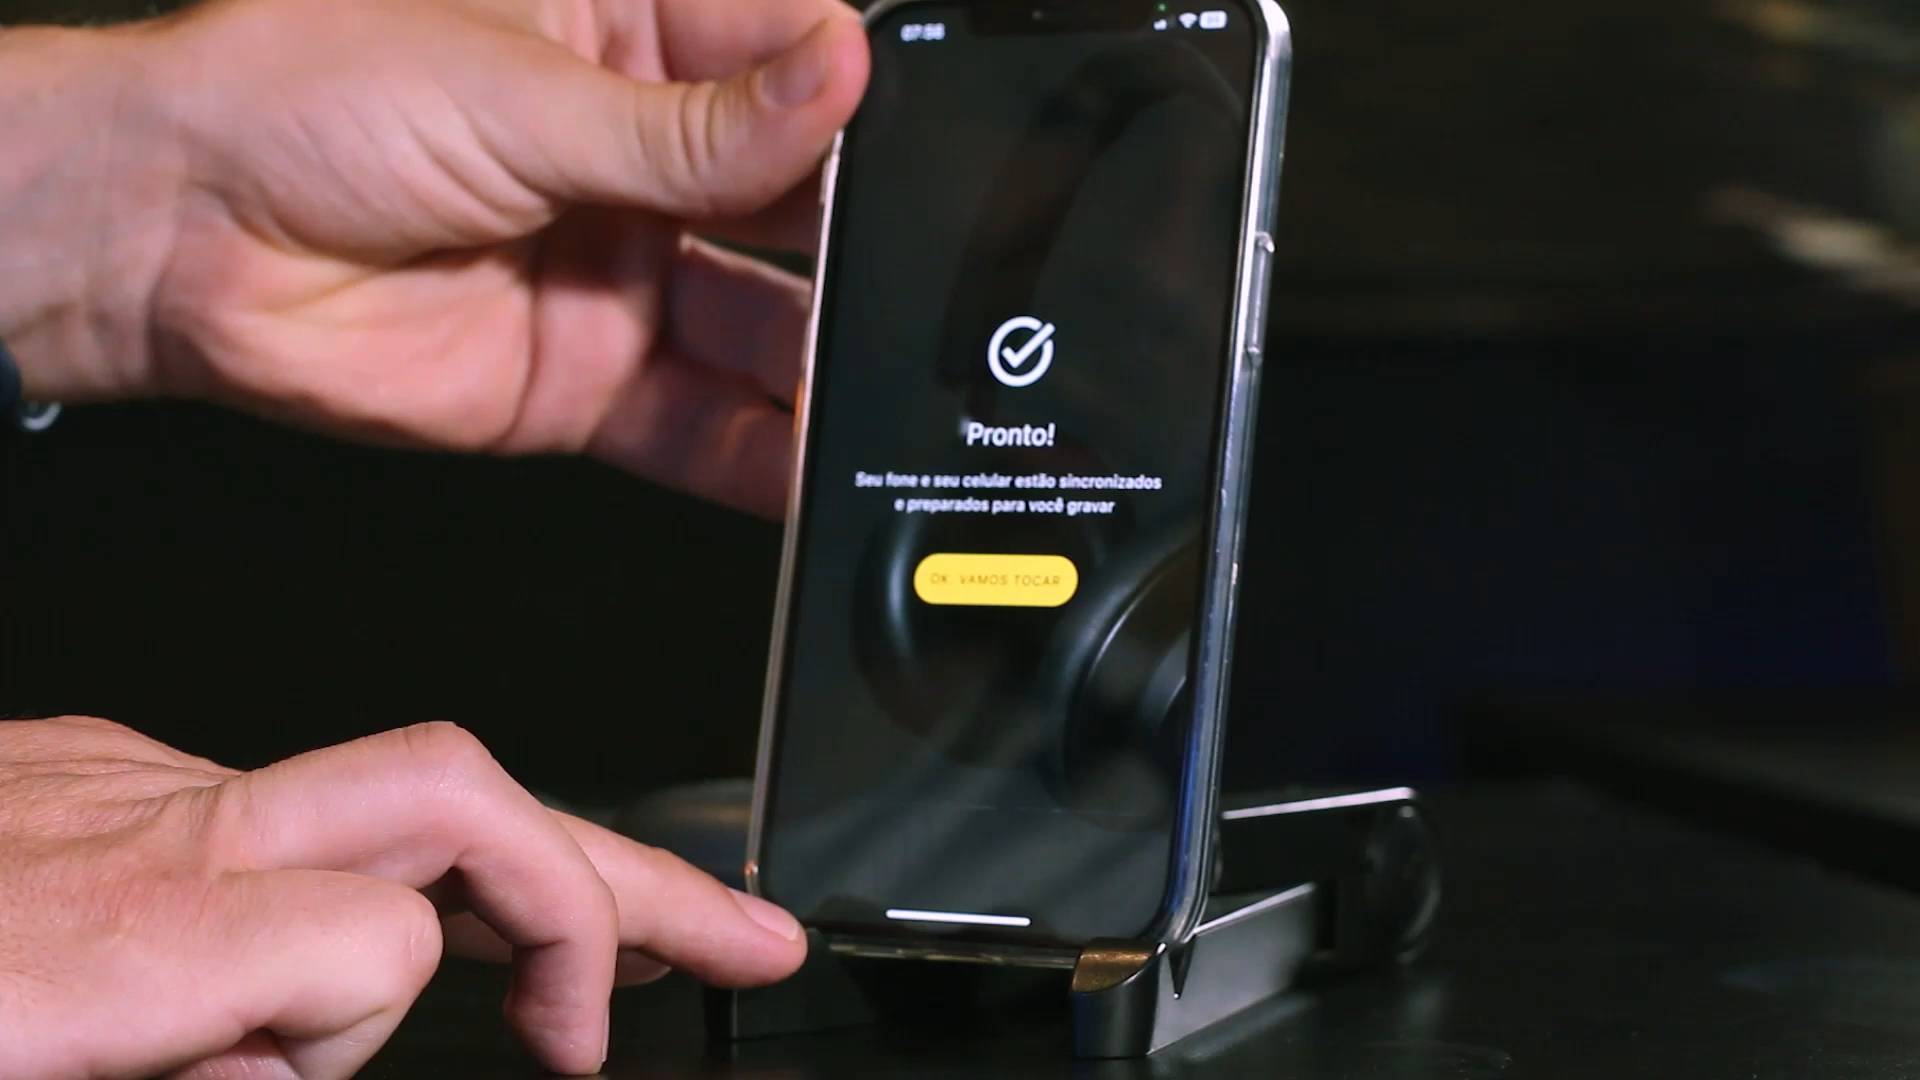 07:58
Pronto!
Seu fone e seu celular estão sincronizados
e preparados para você gravar
OK, VAMOS TOCAR